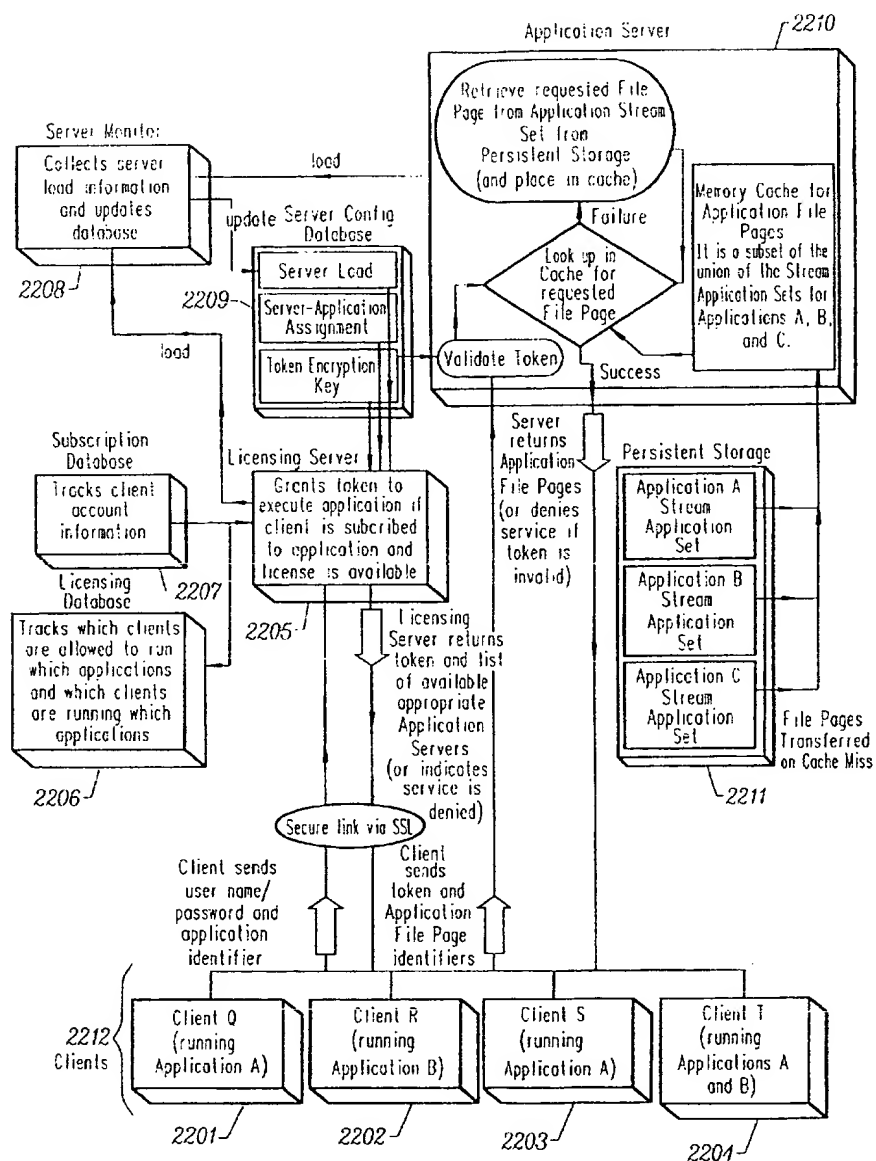 2210
Application Server
Retrieve requested File
Page from Application Stream
Set from
Persistent Storage
(and place in cache)
Failure
Look up in
Cache for
requested
File Page
Validate Token
Success
Memory Cache for
Application File
Pages
It is a subset of the
union of the Stream
Application Sets for
Applications A, B,
and C.
Server Monitor
Collects server
load information
and updates
database
2208
load
update
load
Server Config
Database
Server Load
2209
Server-Application
Assignment
Token Encryption
Key
Subscription
Database
Tracks client
account
information
2207
Licensing Server
Grants token to
execute application if
client is subcribed
to application and
license is available
2205
Licensing
Database
Tracks which clients
are allowed to run
which applications
and which clients
are running which
applications
2206
Server
returns
Application
File Pages
(or denies
service if
token is
invalid)
Persistent Storage
Application A
Stream
Application
Set
Application B
Stream
Application
Set
Application C
Stream
Application
Set
2211
File Pages
Transferred
on Cache Miss
Licensing
Server returns
token and list
of available
appropriate
Application
Servers
(or indicates
service is
denied)
Secure link via SSL
Client sends
user name/
password and
application
identifier
Client
sends
token and
Application
File Page
identifiers
2212
Clients
Client Q
(running
Application A)
2201
Client R
(running
Application B)
2202
Client S
(running
Application A)
2203
Client T
(running
Applications A
and B)
2204